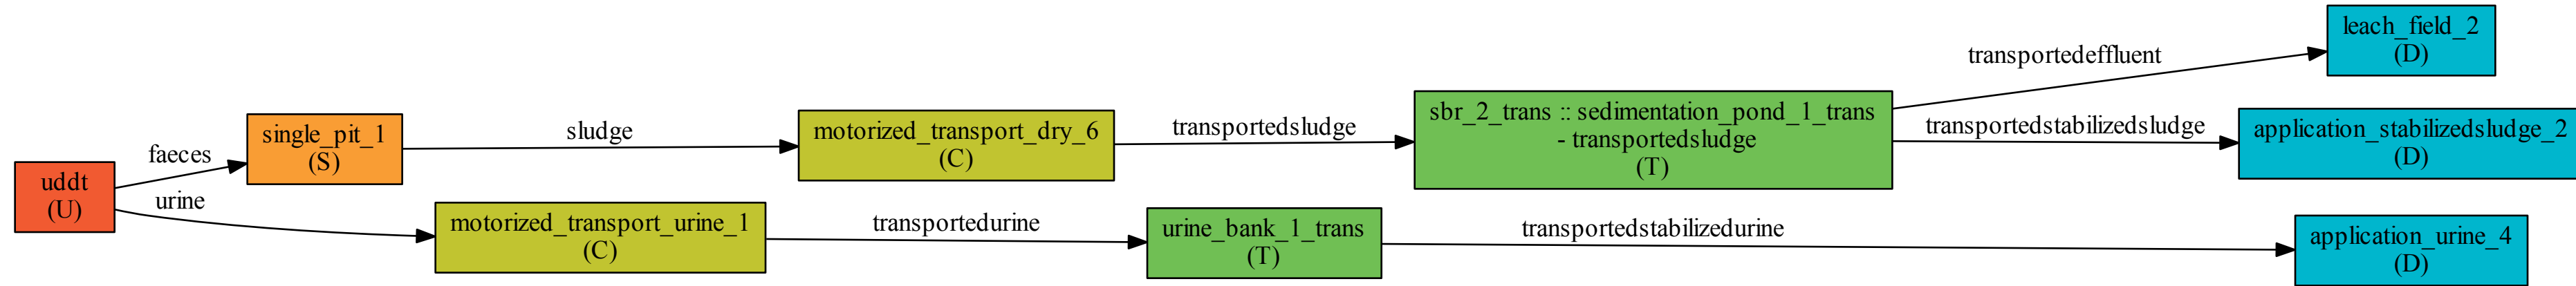 uddt
(U)
faeces
urine
single_pit_1
(S)
sludge
motorized_transport_urine_1
(C)
motorized_transport_dry_6
(C)
transportedurine
transportedsludge
urine_bank_1_trans
(T)
sbr_2_trans :: sedimentation_pond_1_trans
- transportedsludge
(T)
transportedeffluent
transportedstabilizedsludge
transportedstabilizedurine
leach_field_2
(D)
application_stabilizedsludge_2
(D)
application_urine_4
(D)